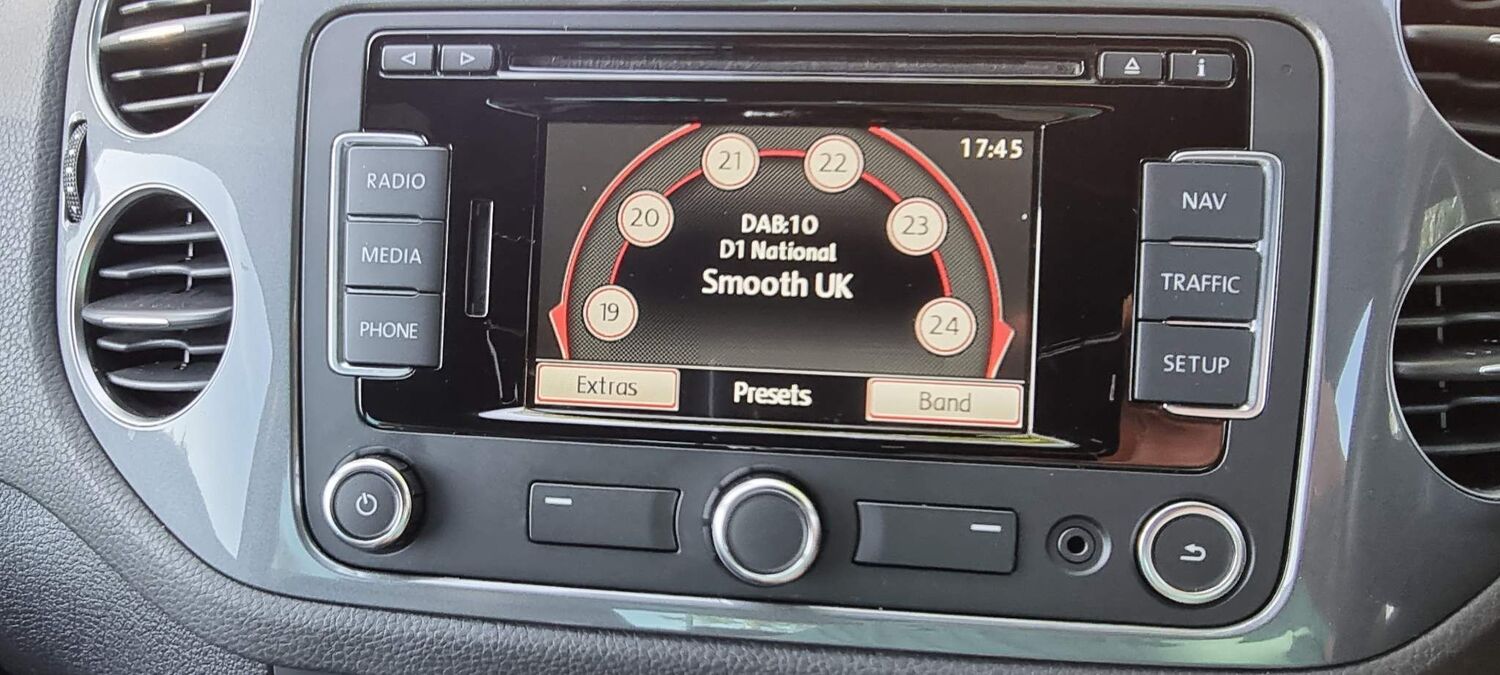 i
RADIO
MEDIA
PHONE
17:45
19
20
21
22
23
24
DAB:10
D1 National
Smooth UK
Extras
Presets
Band
NAV
TRAFFIC
SETUP